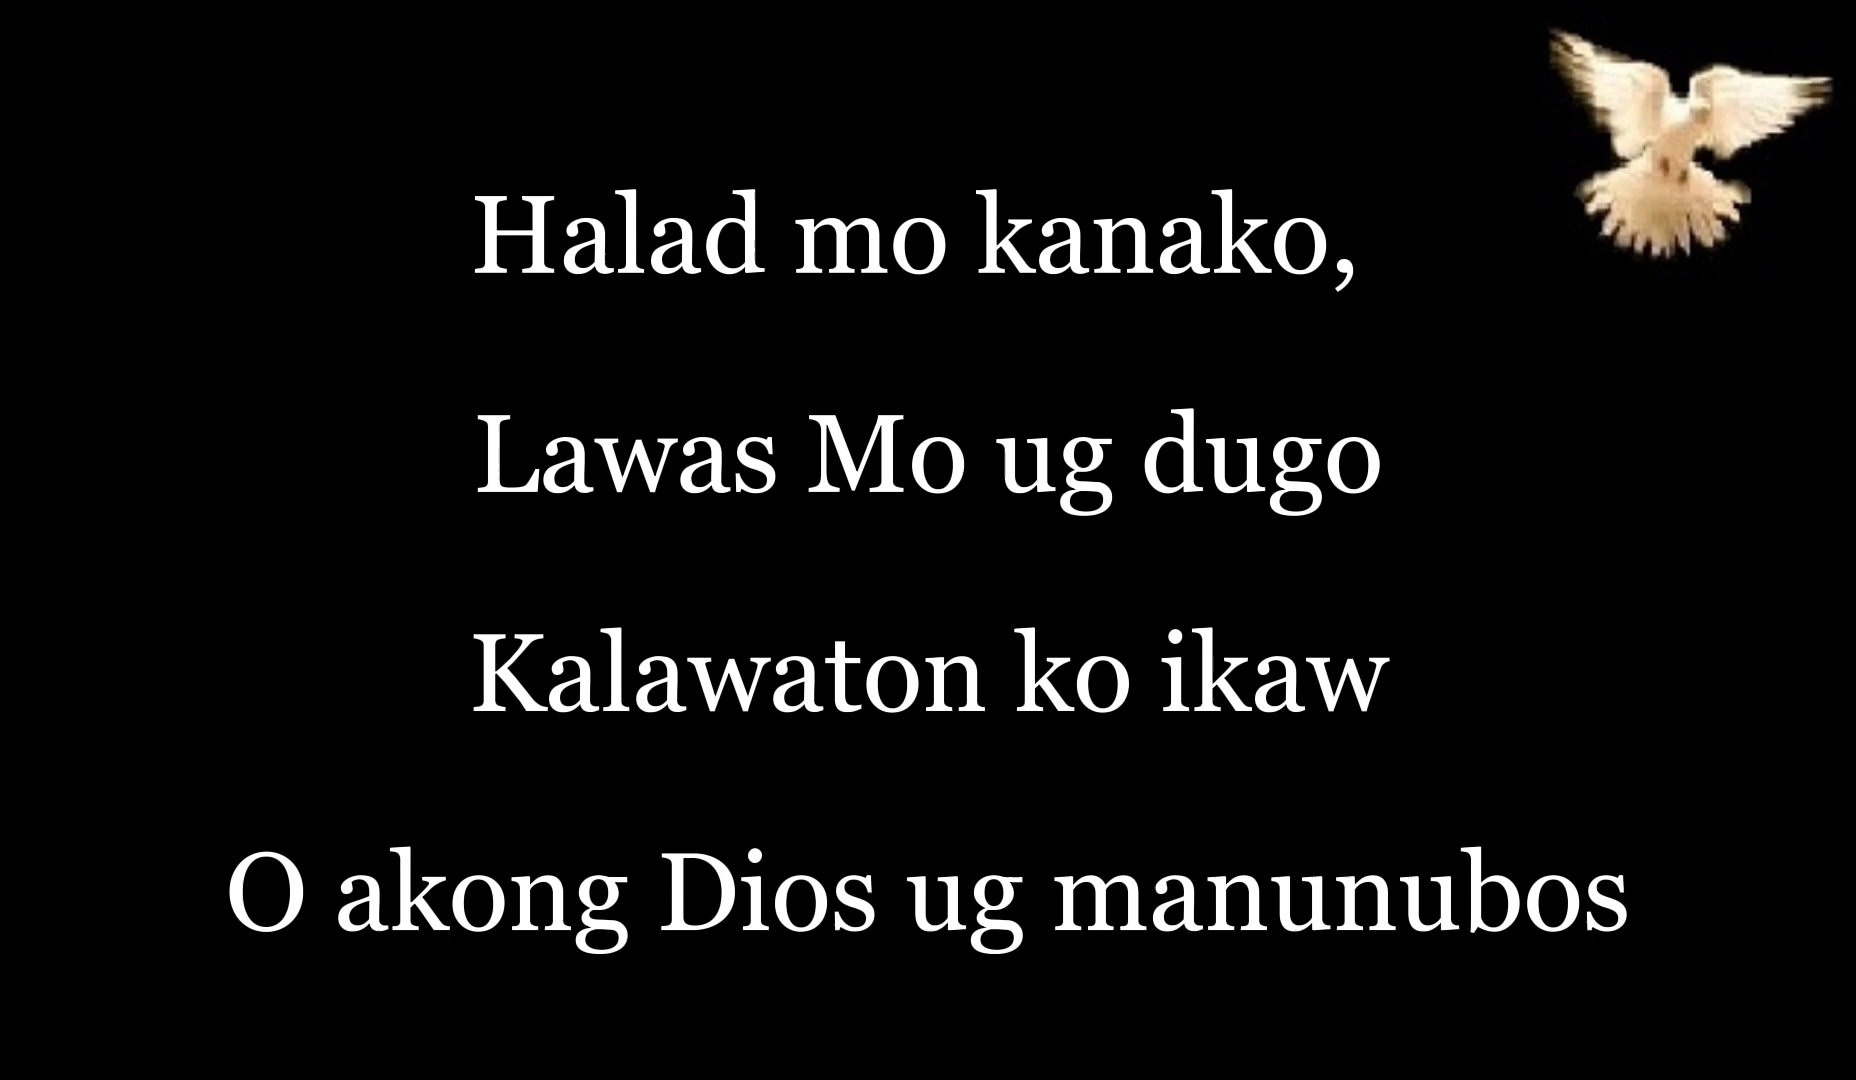 Halad mo kanako,
Lawas Mo ug dugo
Kalawaton ko ikaw
O akong Dios ug manunubos